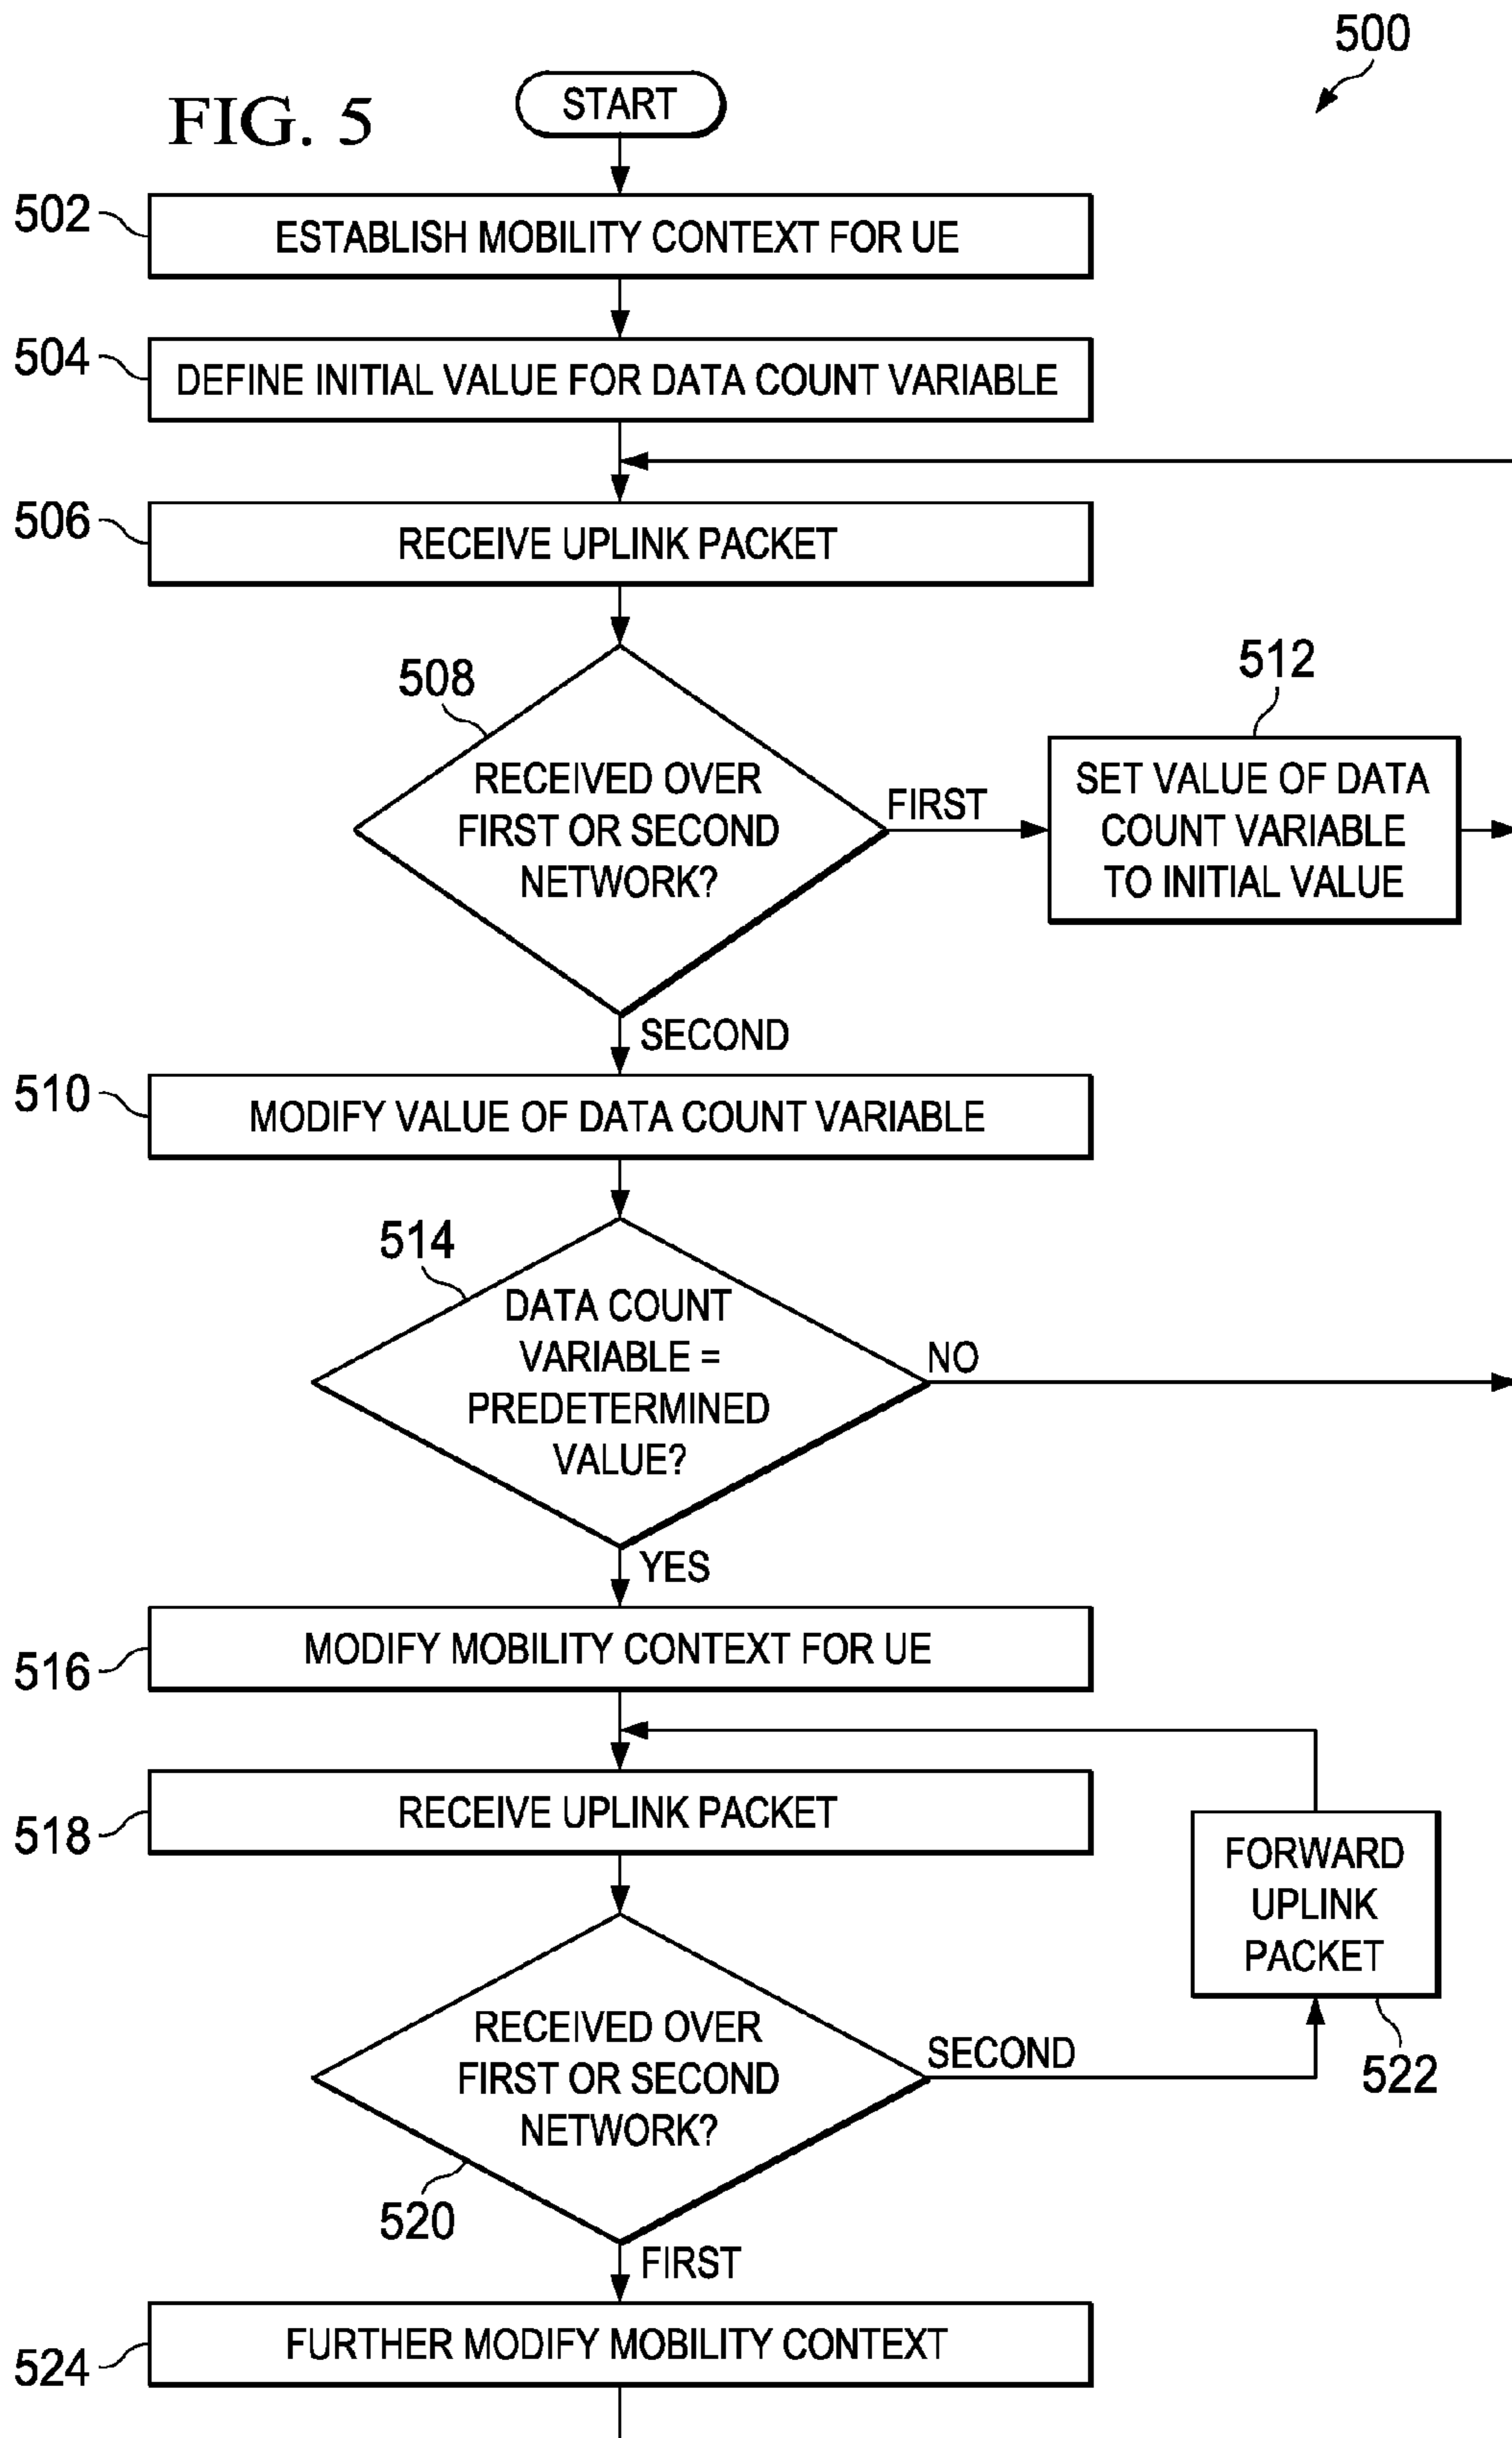 500
FIG. 5
START
502
ESTABLISH MOBILITY CONTEXT FOR UE
504
DEFINE INITIAL VALUE FOR DATA COUNT VARIABLE
506
RECEIVE UPLINK PACKET
508
RECEIVED OVER
FIRST OR SECOND
NETWORK?
FIRST
512
SET VALUE OF DATA
COUNT VARIABLE
TO INITIAL VALUE
SECOND
510
MODIFY VALUE OF DATA COUNT VARIABLE
514
DATA COUNT
VARIABLE =
PREDETERMINED
VALUE?
NO
YES
516
MODIFY MOBILITY CONTEXT FOR UE
518
RECEIVE UPLINK PACKET
FORWARD
UPLINK
PACKET
522
RECEIVED OVER
FIRST OR SECOND
NETWORK?
SECOND
520
FIRST
524
FURTHER MODIFY MOBILITY CONTEXT